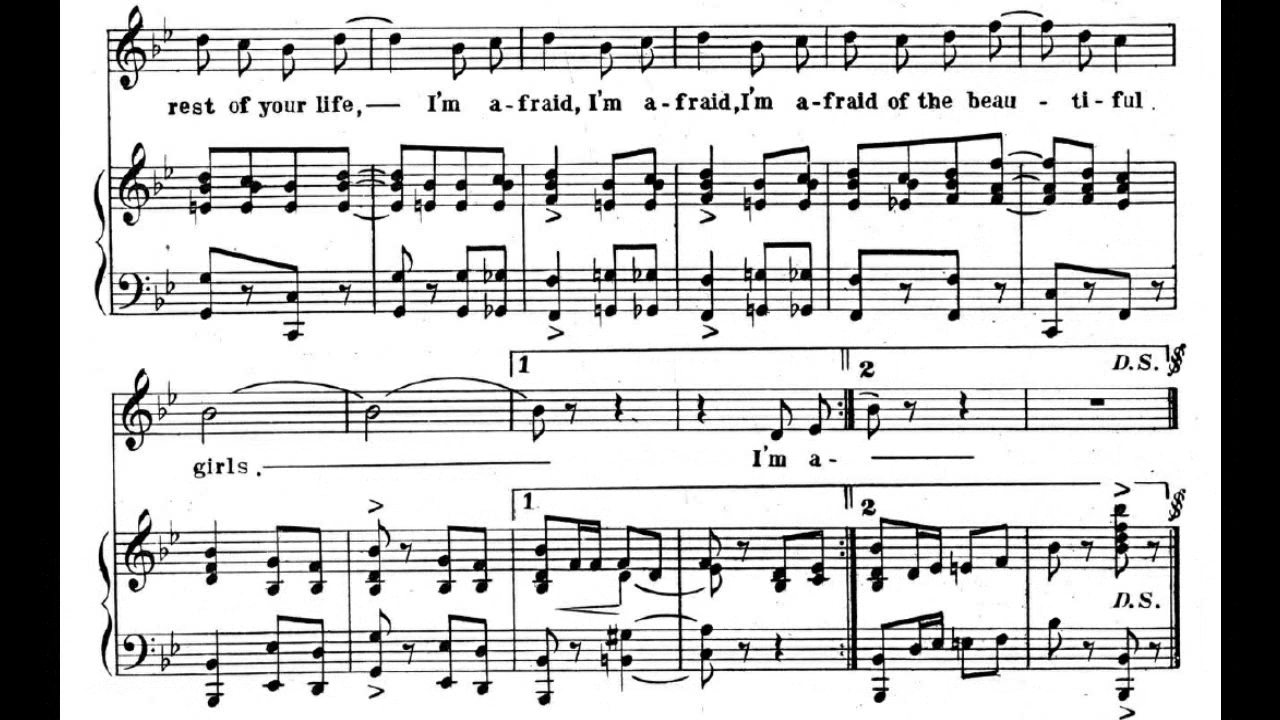 rest of your life,— I'm a-fraid, I'm a-fraid, I'm a-fraid of the beau - ti-ful.
1 2 D.S.
girls. I'm a-
1 2
D.S.